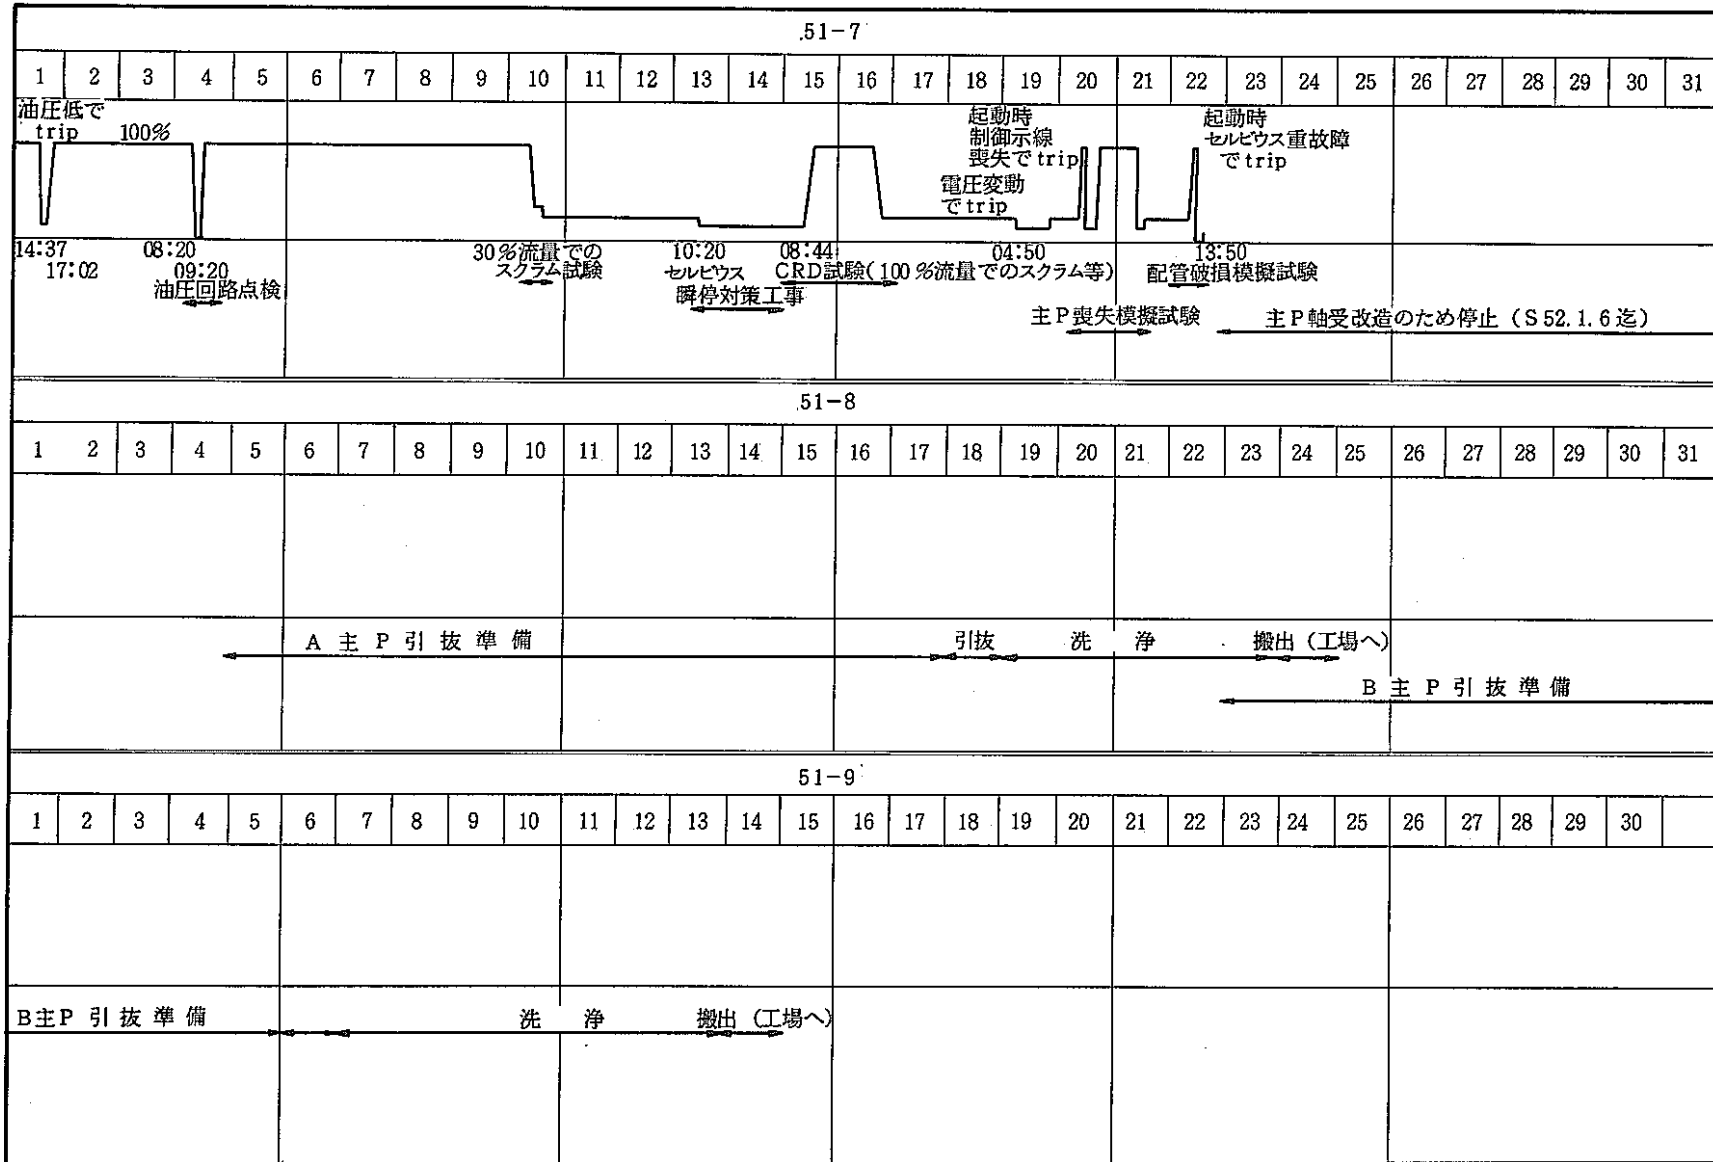 51-7
1 2 3 4 5 6 7 8 9 10 11 12 13 14 15 16 17 18 19 20 21 22 23 24 25 26 27 28 29 30 31
油圧低で
trip
100%
起動時
制御示線
喪失でtrip
電圧変動
でtrip
起動時
セルビウス重故障
でtrip
14:37
17:02
08:20
09:20
油圧回路点検
30%流量での
スクラム試験
10:20
セルビウス
瞬停対策工事
08:44
CRD試験(100%流量でのスクラム等)
04:50
主P喪失模擬試験
13:50
配管破損模擬試験
主P軸受改造のため停止(S52.1.6迄)
51-8
1 2 3 4 5 6 7 8 9 10 11 12 13 14 15 16 17 18 19 20 21 22 23 24 25 26 27 28 29 30 31
A主P引抜準備
引抜
洗浄
搬出(工場へ)
B主P引抜準備
51-9
1 2 3 4 5 6 7 8 9 10 11 12 13 14 15 16 17 18 19 20 21 22 23 24 25 26 27 28 29 30
B主P引抜準備
洗浄
搬出(工場へ)